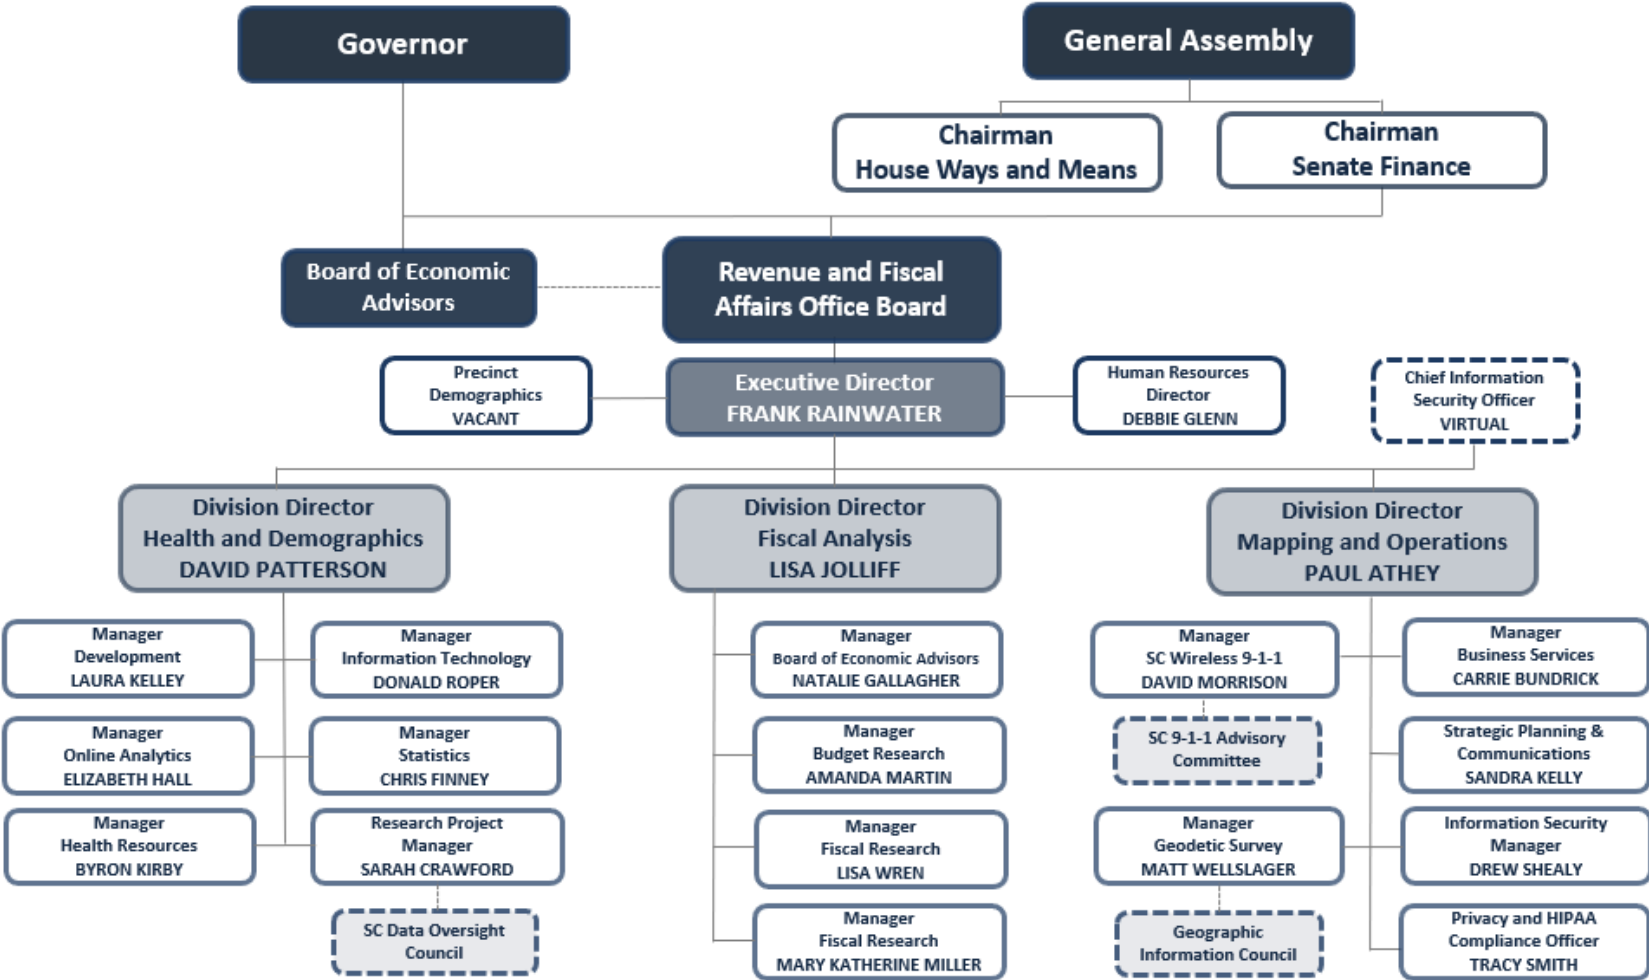 Governor
General Assembly
Chairman
House Ways and Means
Chairman
Senate Finance
Board of Economic
Advisors
Revenue and Fiscal
Affairs Office Board
Precinct
Demographics
VACANT
Executive Director
FRANK RAINWATER
Human Resources
Director
DEBBIE GLENN
Chief Information
Security Officer
VIRTUAL
Division Director
Health and Demographics
DAVID PATTERSON
Division Director
Fiscal Analysis
LISA JOLLIFF
Division Director
Mapping and Operations
PAUL ATHEY
Manager
Development
LAURA KELLEY
Manager
Information Technology
DONALD ROPER
Manager
Online Analytics
ELIZABETH HALL
Manager
Statistics
CHRIS FINNEY
Manager
Health Resources
BYRON KIRBY
Research Project
Manager
SARAH CRAWFORD
SC Data Oversight
Council
Manager
Board of Economic Advisors
NATALIE GALLAGHER
Manager
Budget Research
AMANDA MARTIN
Manager
Fiscal Research
LISA WREN
Manager
Fiscal Research
MARY KATHERINE MILLER
Manager
SC Wireless 9-1-1
DAVID MORRISON
SC 9-1-1 Advisory
Committee
Manager
Geodetic Survey
MATT WELLSLAGER
Geographic
Information Council
Manager
Business Services
CARRIE BUNDRICK
Strategic Planning &
Communications
SANDRA KELLY
Information Security
Manager
DREW SHEALY
Privacy and HIPAA
Compliance Officer
TRACY SMITH